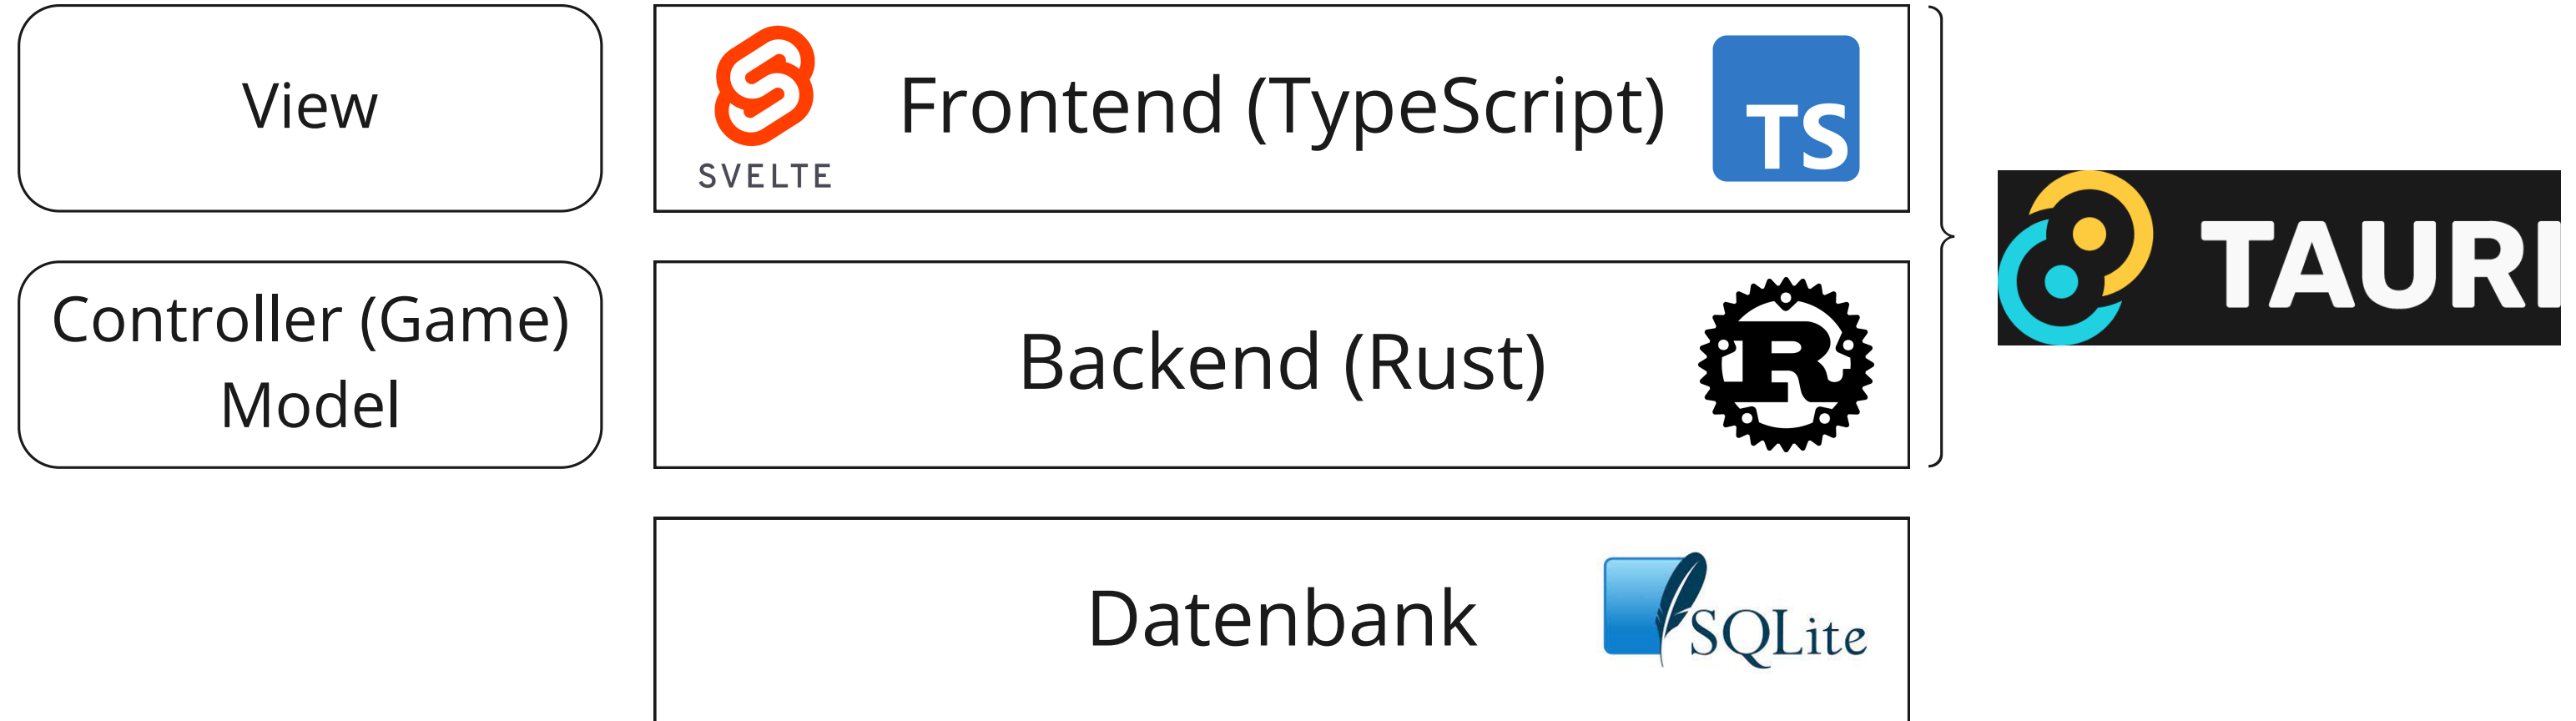 View
SVELTE
Frontend (TypeScript)
TS
Controller (Game)
Model
Backend (Rust)
R
TAURI
Datenbank
SQLite